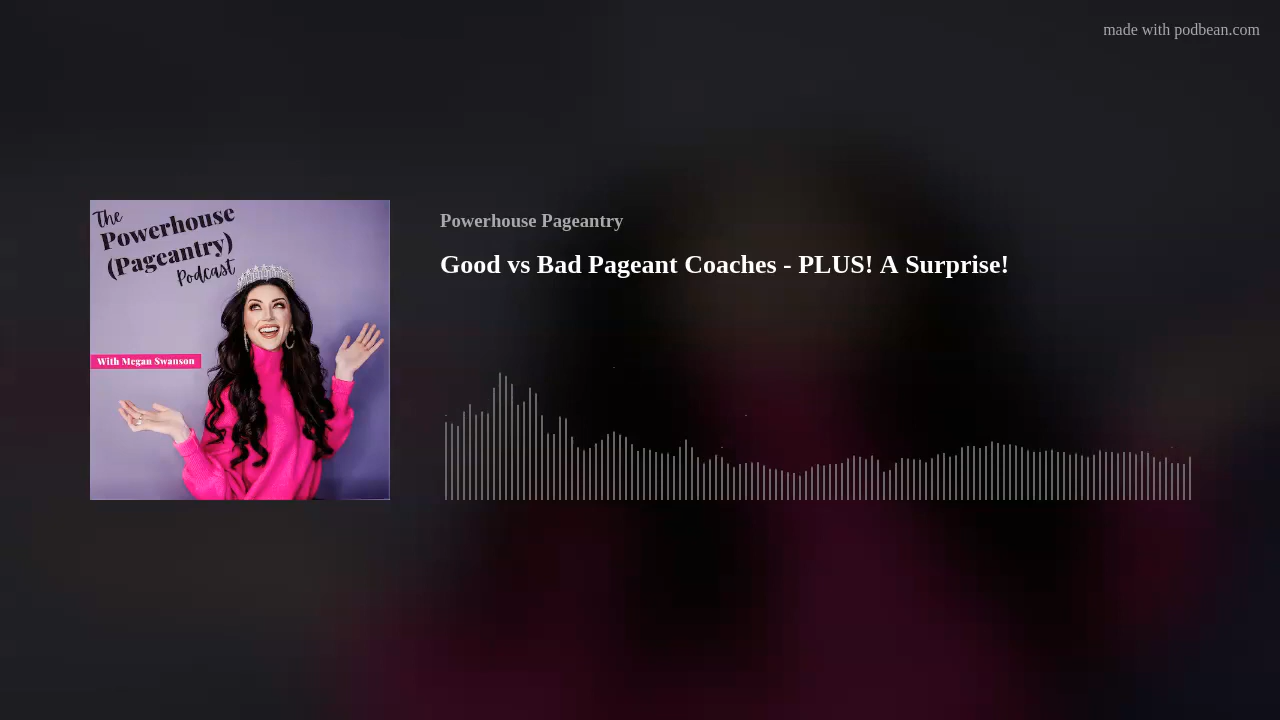 made with podbean.com
The
Powerhouse
(Pageantry)
Podcast
With Megan Swanson
Powerhouse Pageantry
Good vs Bad Pageant Coaches - PLUS! A Surprise!